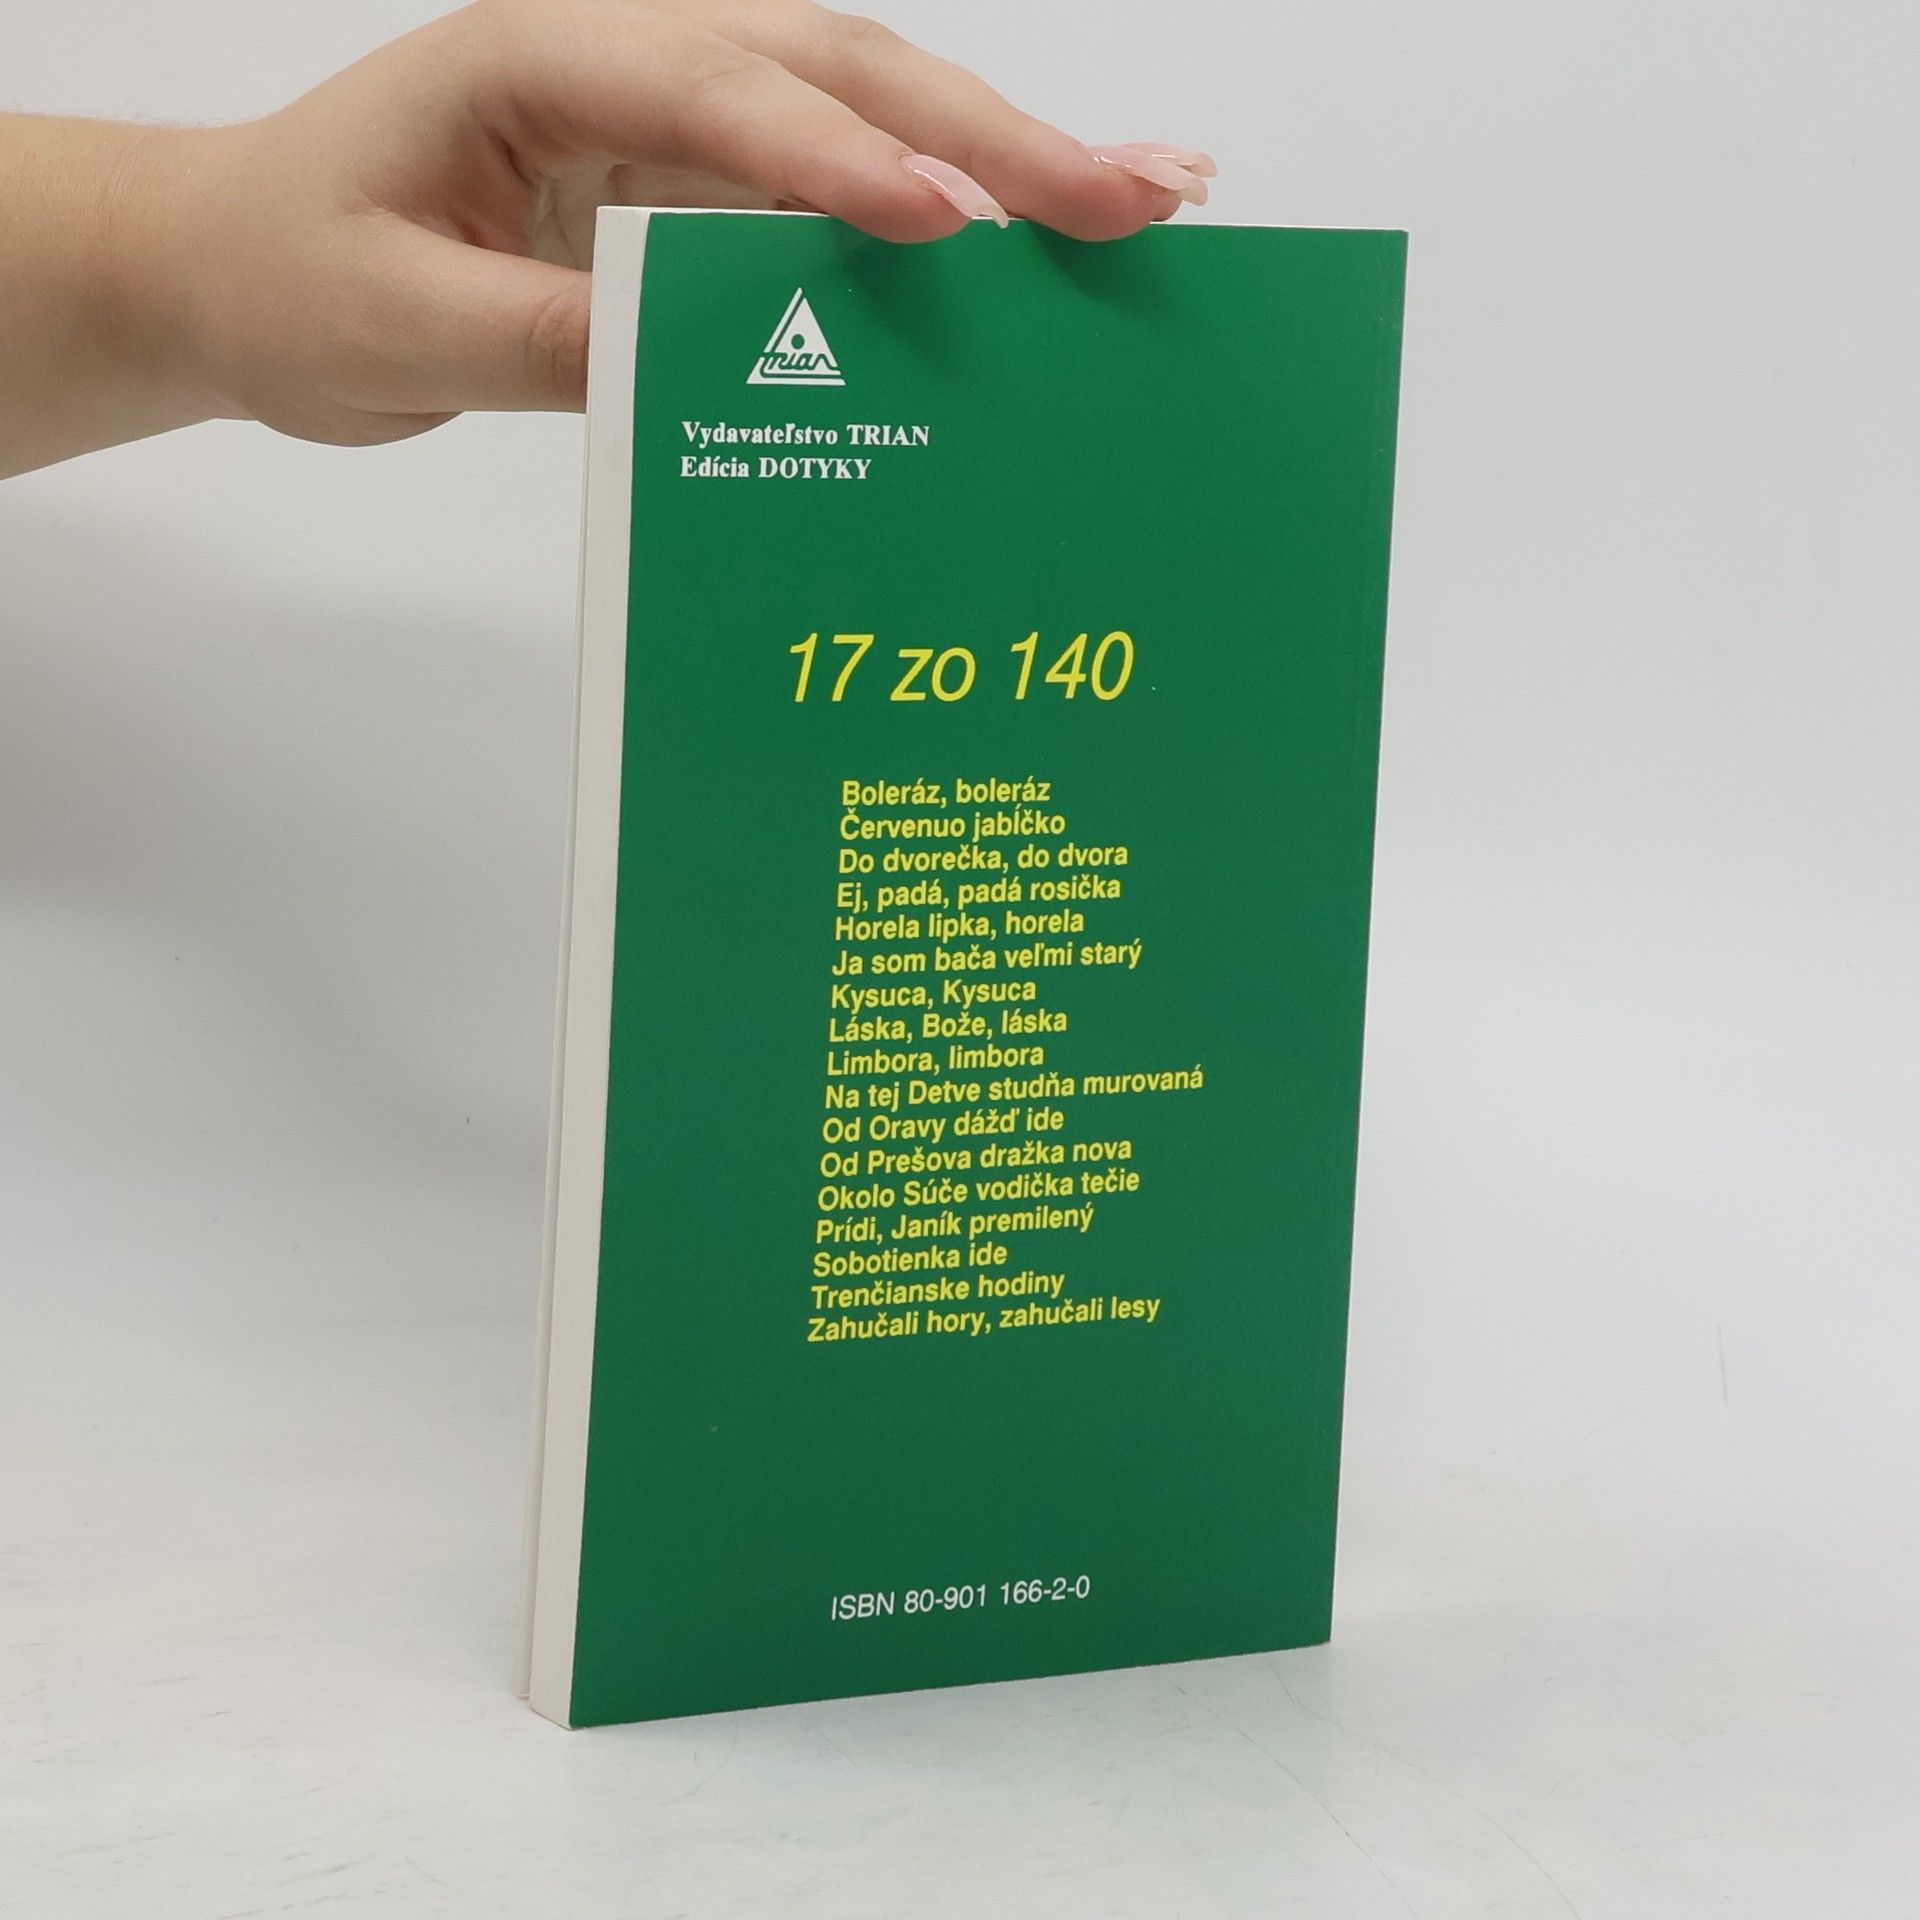 trian
Vydavateľstvo TRIAN
Edícia DOTYKY
17 zo 140
Boleráz, boleráz
Červenuo jabĺčko
Do dvorečka, do dvora
Ej, padá, padá rosička
Horela lipka, horela
Ja som bača veľmi starý
Kysuca, Kysuca
Láska, Bože, láska
Limbora, limbora
Na tej Detve studňa murovaná
Od Oravy dážď ide
Od Prešova dražka nova
Okolo Súče vodička tečie
Prídi, Janík premilený
Sobotienka ide
Trenčianske hodiny
Zahučali hory, zahučali lesy
ISBN 80-901 166-2-0